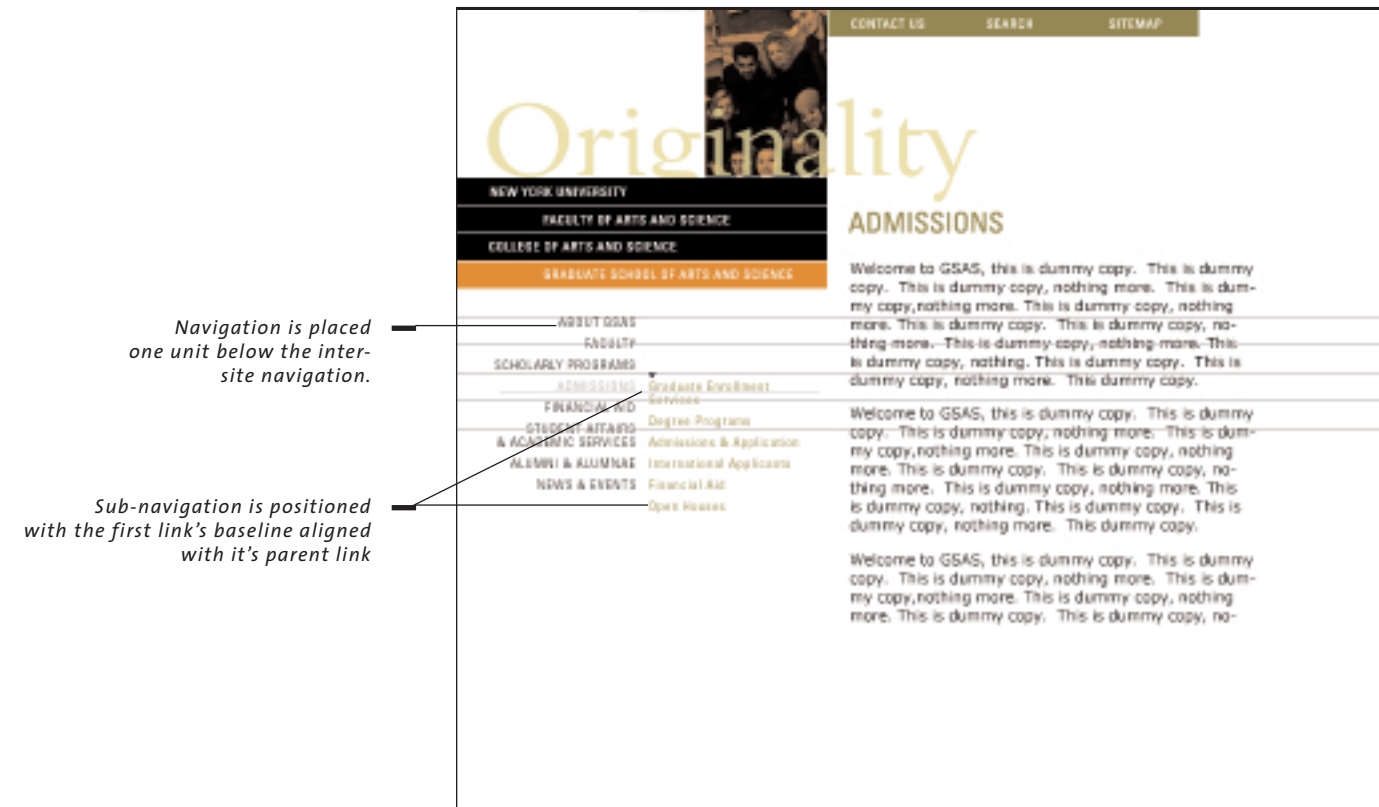 CONTACT US SEARCH SITEMAP
Originality
NEW YORK UNIVERSITY
FACULTY OF ARTS AND SCIENCE
COLLEGE OF ARTS AND SCIENCE
GRADUATE SCHOOL OF ARTS AND SCIENCE
Navigation is placed
one unit below the inter-
site navigation.
Sub-navigation is positioned
with the first link's baseline aligned
with it's parent link
ABOUT GSAS
FACULTY
SCHOLARLY PROGRAMS
ADMISSIONS
FINANCIAL AID
STUDENT AFFAIRS
& ACADEMIC SERVICES
ALUMNI & ALUMNAE
NEWS & EVENTS
Graduate Enrollment
Services
Degree Programs
Admissions & Application
International Applicants
Financial Aid
Open Houses
ADMISSIONS
Welcome to GSAS, this is dummy copy. This is dummy
copy. This is dummy copy, nothing more. This is dum-
my copy,nothing more. This is dummy copy, nothing
more. This is dummy copy. This is dummy copy, no-
thing more. This is dummy copy, nothing more. This
is dummy copy, nothing. This is dummy copy. This is
dummy copy, nothing more. This dummy copy.
Welcome to GSAS, this is dummy copy. This is dummy
copy. This is dummy copy, nothing more. This is dum-
my copy,nothing more. This is dummy copy, nothing
more. This is dummy copy. This is dummy copy, no-
thing more. This is dummy copy, nothing more. This
is dummy copy, nothing. This is dummy copy. This is
dummy copy, nothing more. This dummy copy.
Welcome to GSAS, this is dummy copy. This is dummy
copy. This is dummy copy, nothing more. This is dum-
my copy,nothing more. This is dummy copy, nothing
more. This is dummy copy. This is dummy copy, no-